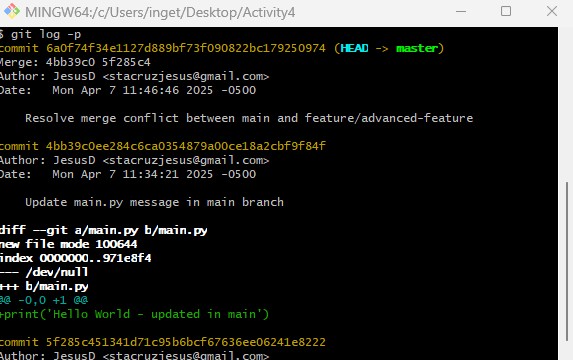 MINGW64:/c/Users/inget/Desktop/Activity4
$ git log -p
commit 6a0f74f34e1127d889bf73f090822bc179250974 (HEAD -> master)
Merge: 4bb39c0 5f285c4
Author: JesusD <stacruzjesus@gmail.com>
Date:   Mon Apr 7 11:46:46 2025 -0500
Resolve merge conflict between main and feature/advanced-feature
commit 4bb39c0ee284c6ca0354879a00ce18a2cbf9f84f
Author: JesusD <stacruzjesus@gmail.com>
Date:   Mon Apr 7 11:34:21 2025 -0500
Update main.py message in main branch
diff --git a/main.py b/main.py
new file mode 100644
index 0000000..971e8f4
--- /dev/null
+++ b/main.py
@@ -0,0 +1 @@
+print('Hello World - updated in main')
commit 5f285c451341d71c95b6bcf67636ee06241e8222
Author: JesusD <stacruzjesus@gmail.com>